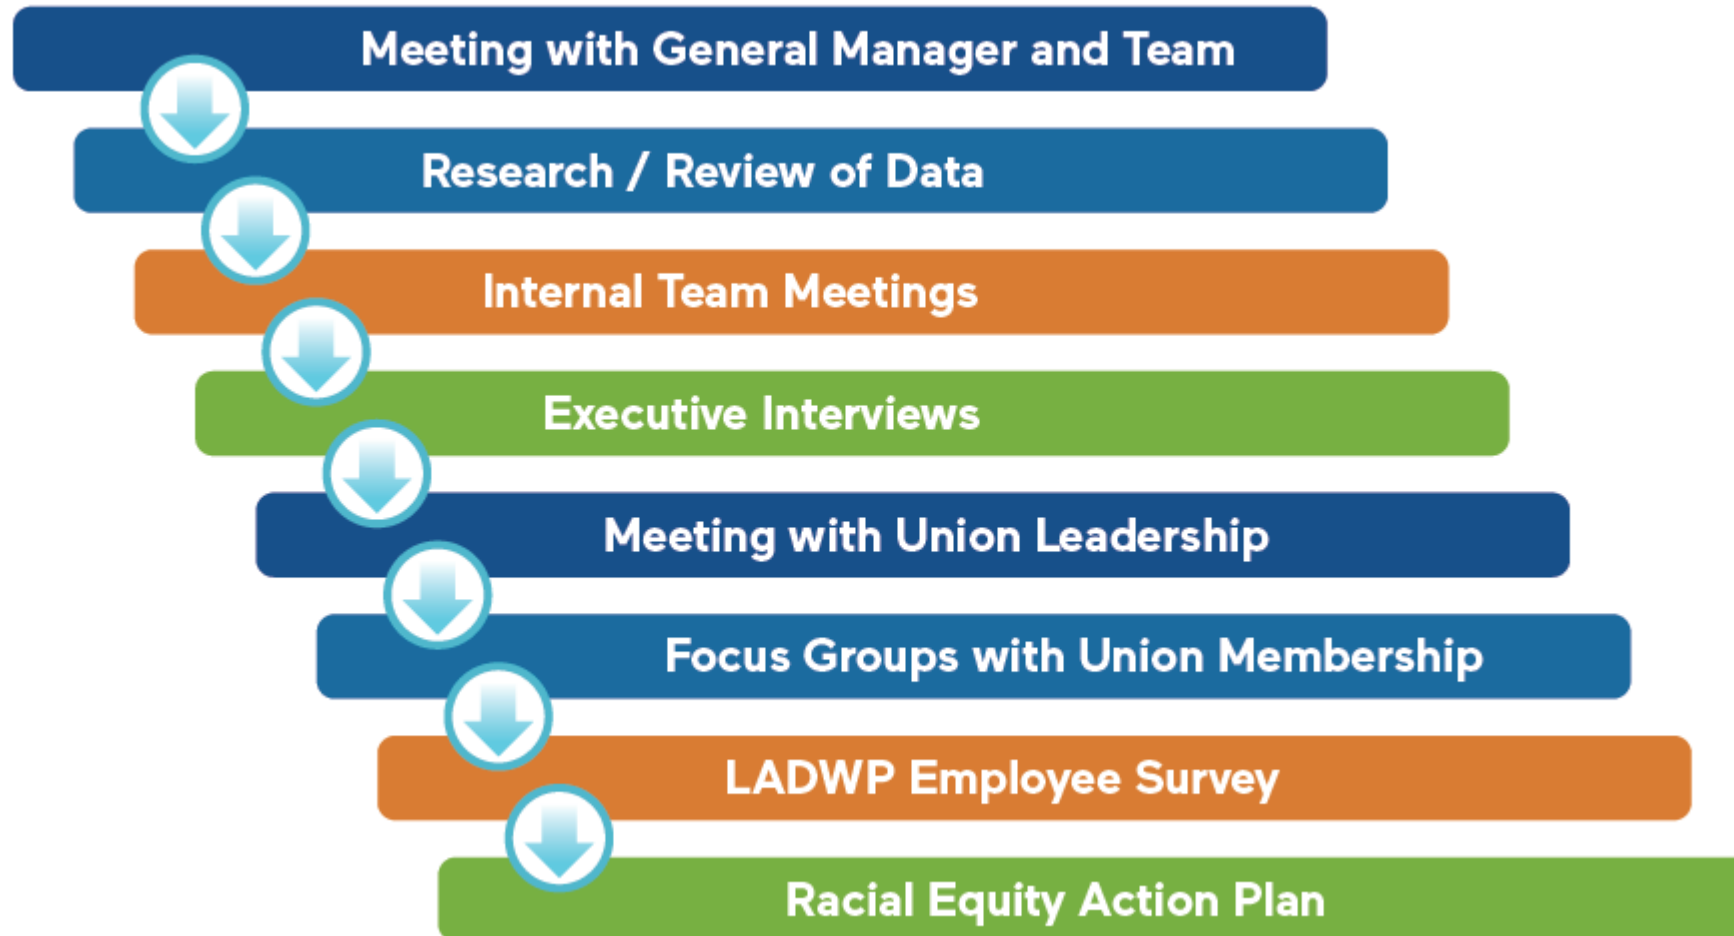 Meeting with General Manager and Team
Research / Review of Data
Internal Team Meetings
Executive Interviews
Meeting with Union Leadership
Focus Groups with Union Membership
LADWP Employee Survey
Racial Equity Action Plan